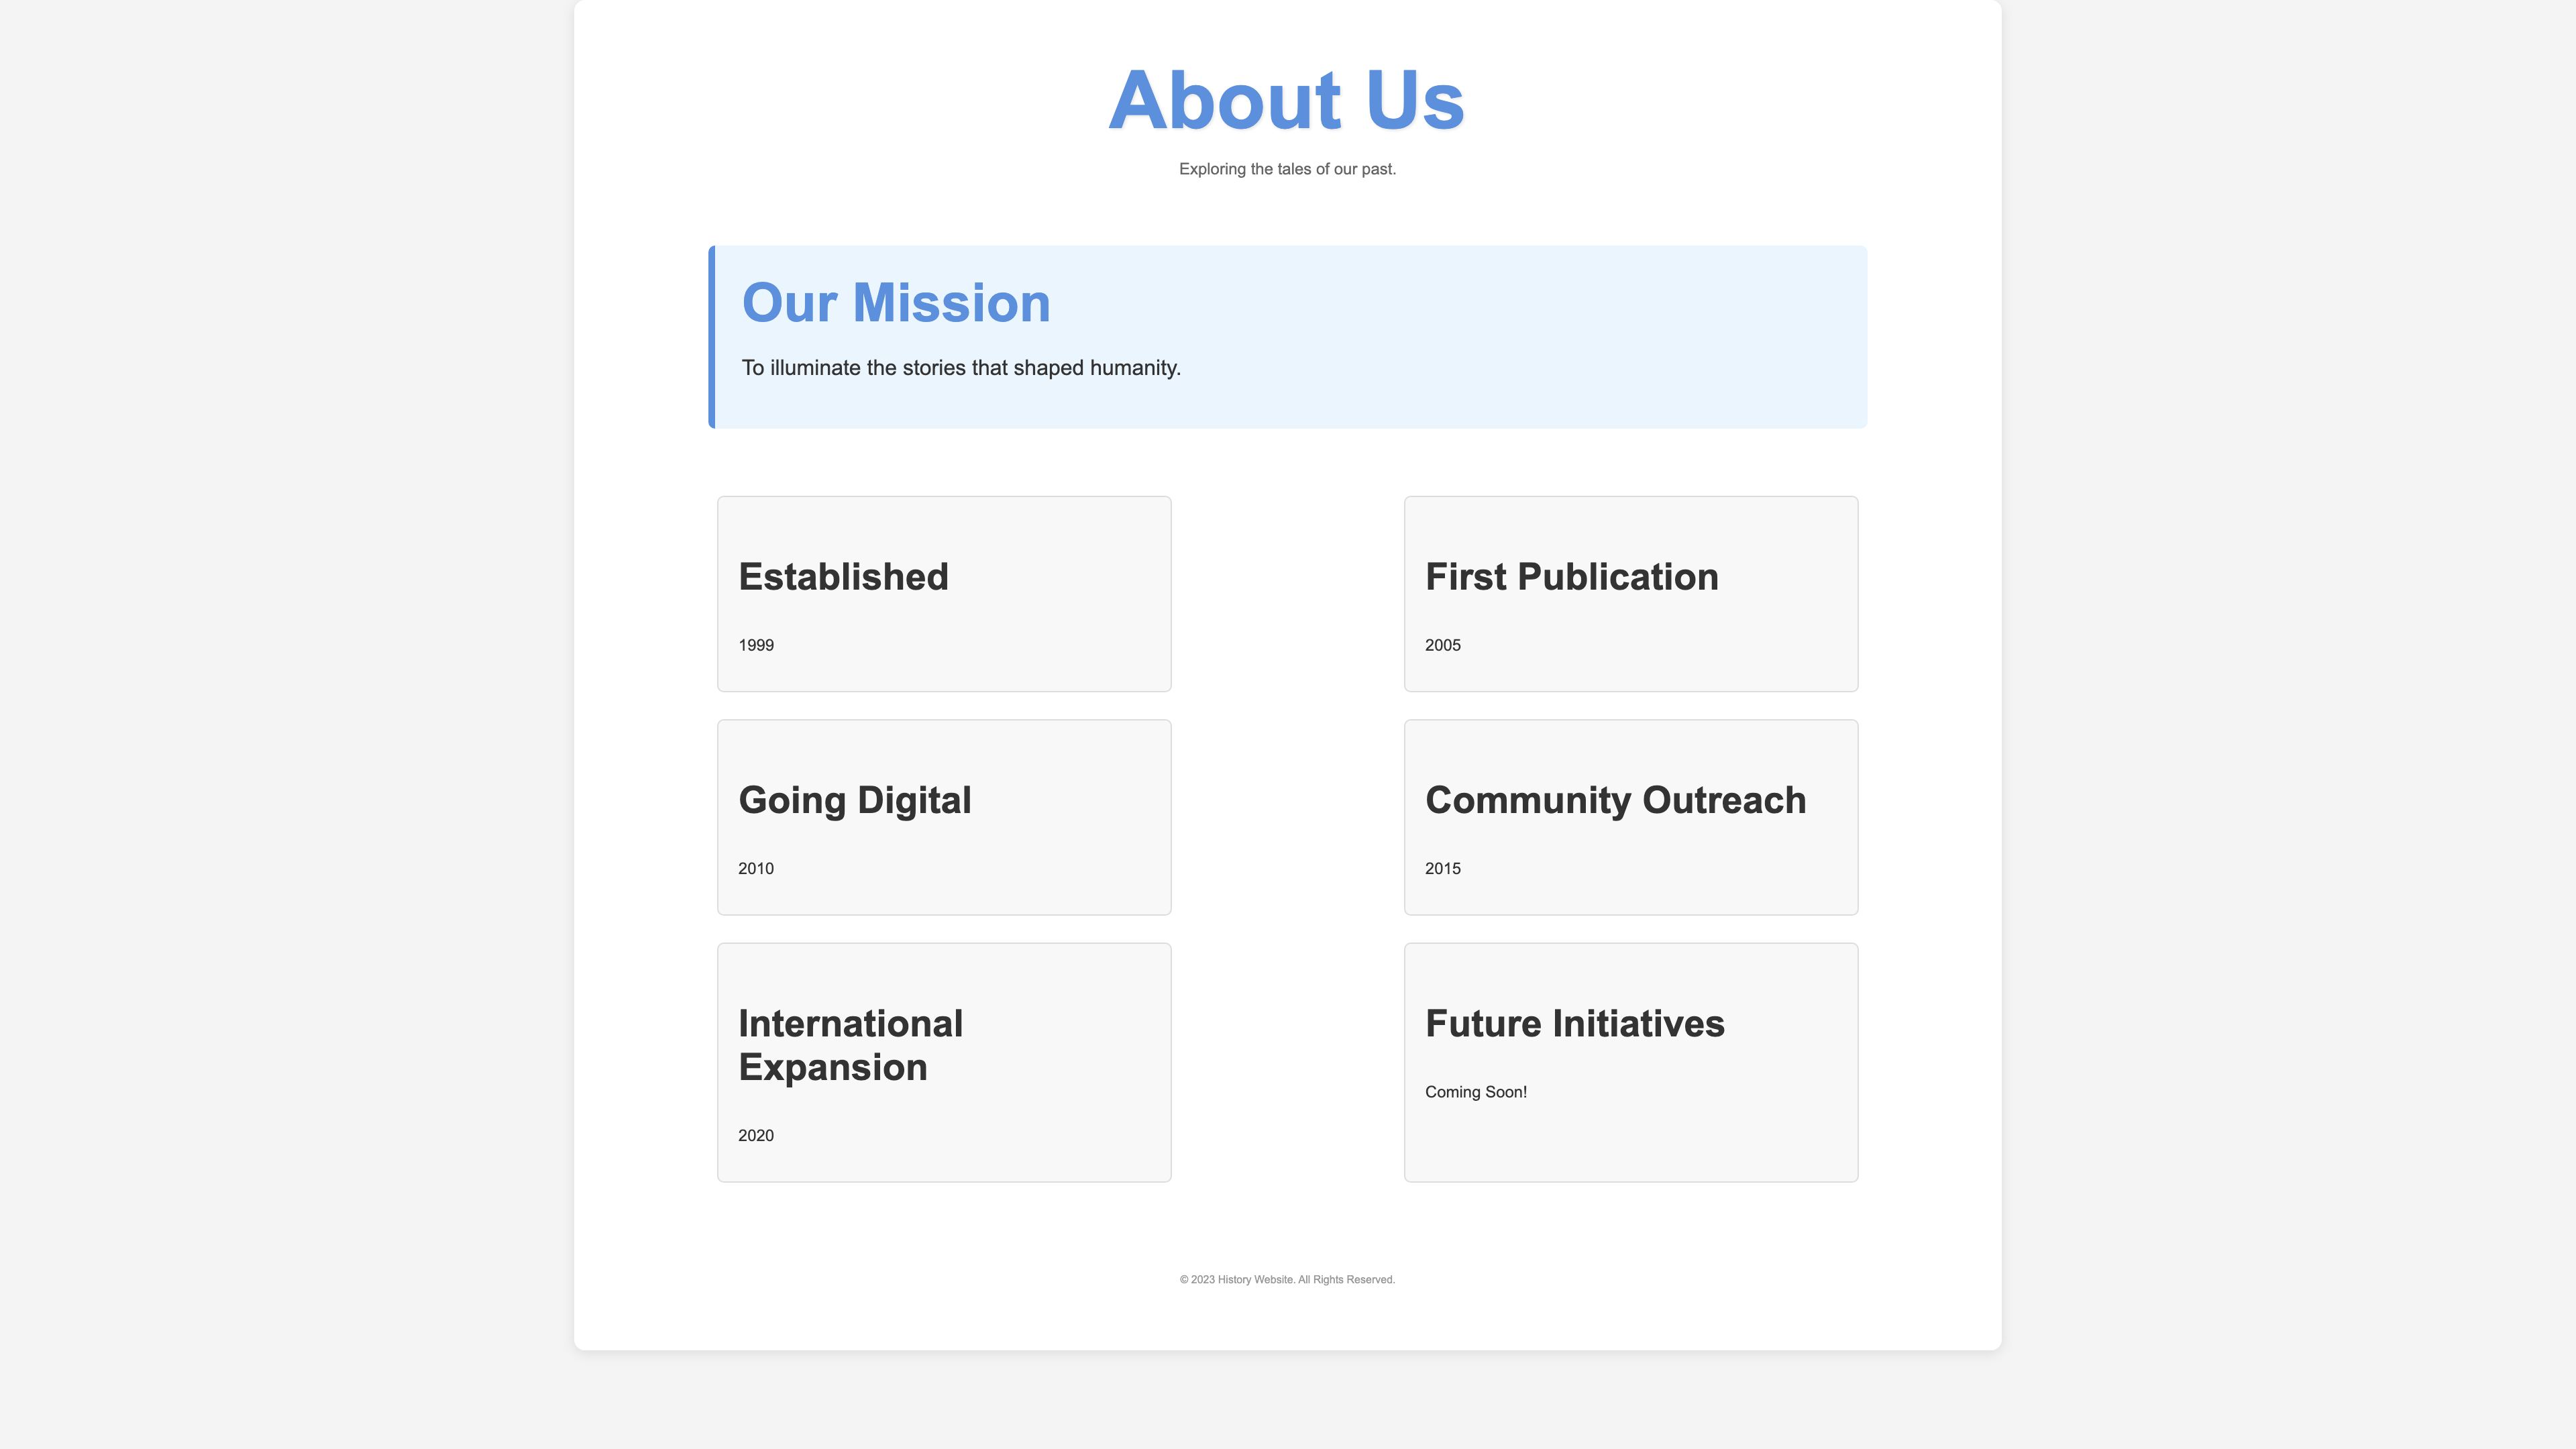 About Us
Exploring the tales of our past.
Our Mission
To illuminate the stories that shaped humanity.
Established
1999
First Publication
2005
Going Digital
2010
Community Outreach
2015
International
Expansion
2020
Future Initiatives
Coming Soon!
© 2023 History Website. All Rights Reserved.